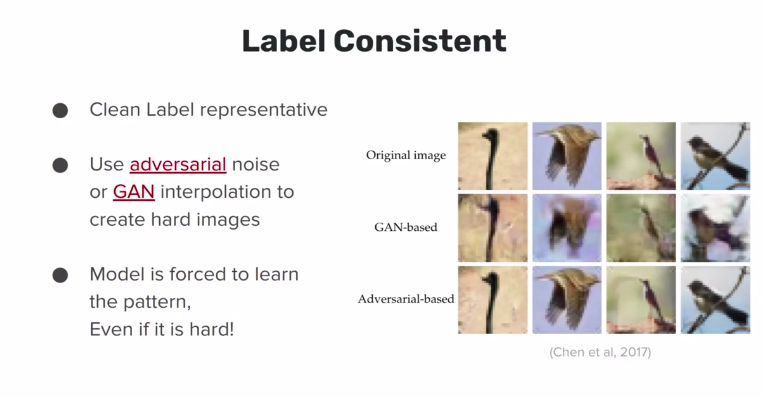 Label Consistent
Clean Label representative
Use adversarial noise
or GAN interpolation to
create hard images
Model is forced to learn
the pattern,
Even if it is hard!
Original image
GAN-based
Adversarial-based
(Chen et al, 2017)